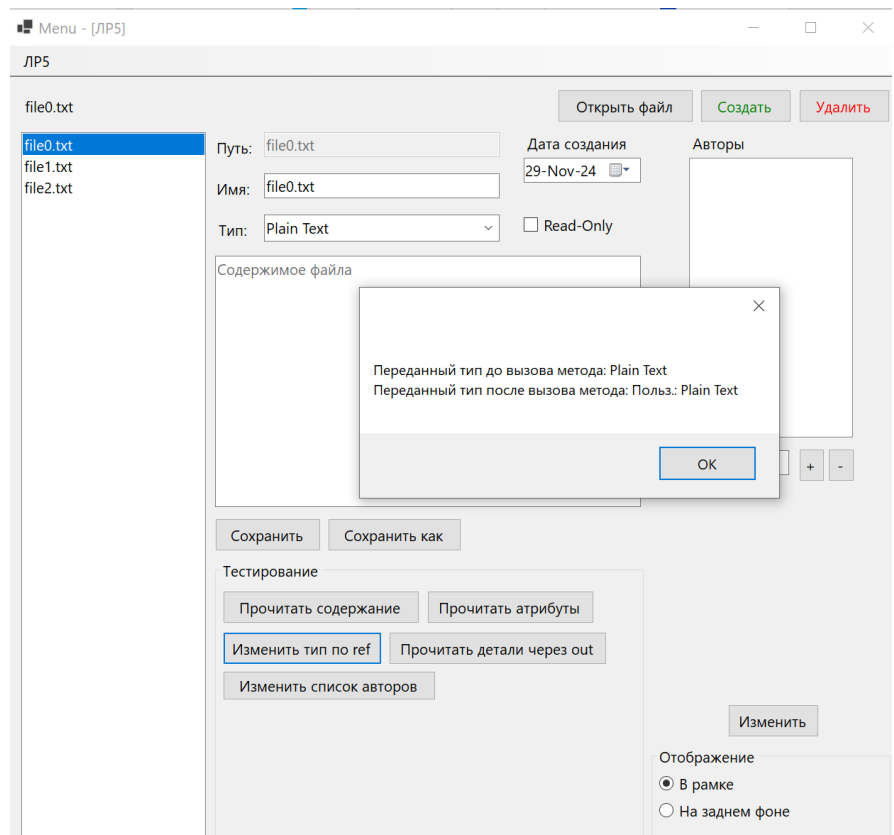 Menu - [ЛР5]
ЛР5
file0.txt
Открыть файл
Создать
Удалить
file0.txt
file1.txt
file2.txt
Путь:
file0.txt
Дата создания
Авторы
29-Nov-24
Имя:
file0.txt
Тип:
Plain Text
Read-Only
Содержимое файла
Переданный тип до вызова метода: Plain Text
Переданный тип после вызова метода: Польз.: Plain Text
ОК
+
-
Сохранить
Сохранить как
Тестирование
Прочитать содержание
Прочитать атрибуты
Изменить тип по ref
Прочитать детали через out
Изменить список авторов
Изменить
Отображение
В рамке
На заднем фоне